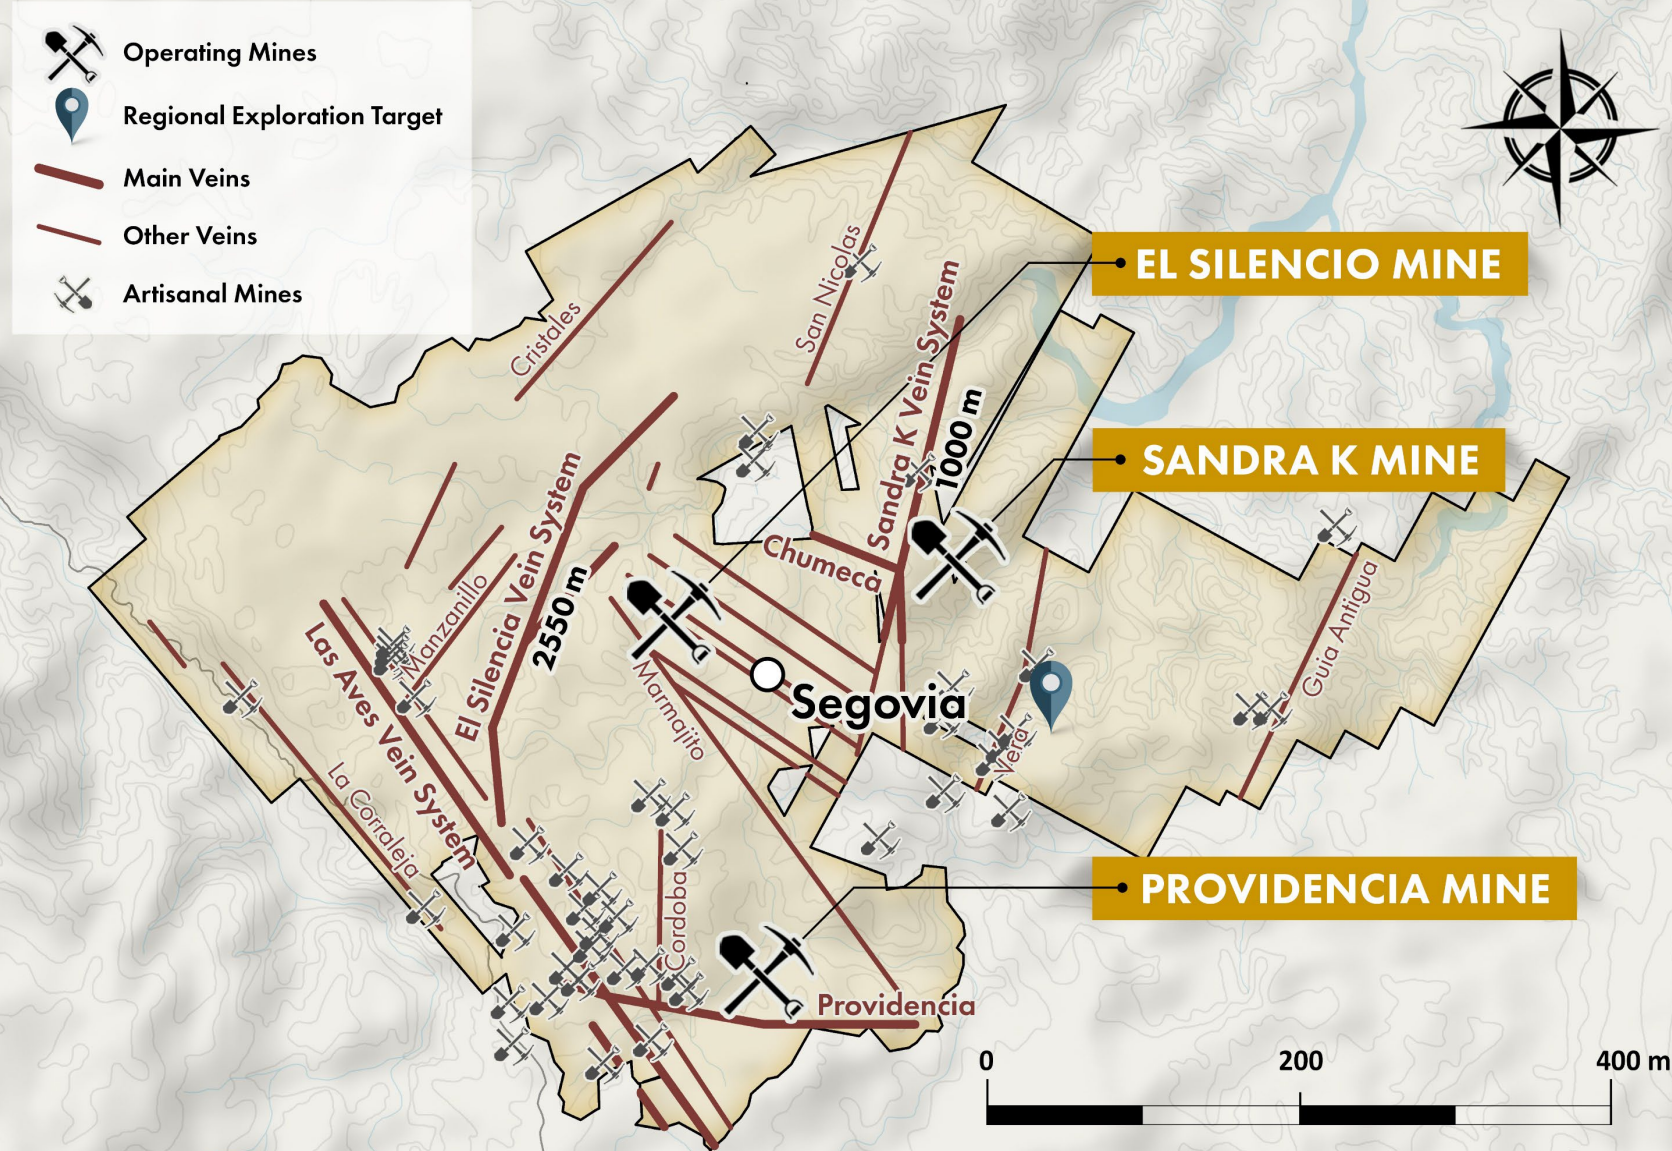 Operating Mines
Regional Exploration Target
Main Veins
Other Veins
Artisanal Mines
San Nicolas
Cristales
EL SILENCIO MINE
Sandra K Vein System
1000 m
SANDRA K MINE
Chumeca
El Silencia Vein System
2550 m
Manzanillo
Las Aves Vein System
Marmajito
Segovia
Vera
Guia Antigua
La Corraleja
Cordoba
PROVIDENCIA MINE
Providencia
0 200 400 m